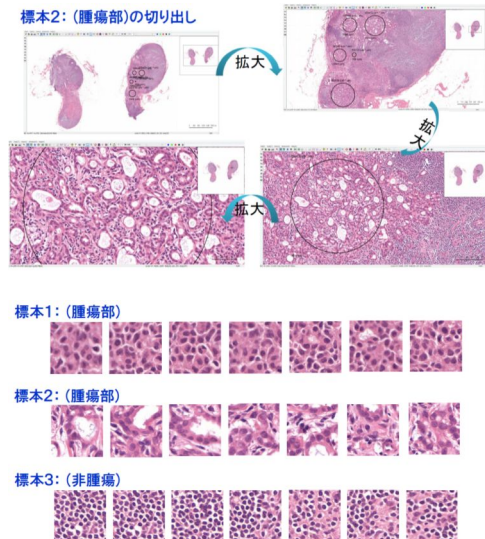 標本2：（腫瘍部）の切り出し
拡大
拡大
拡大
標本1：（腫瘍部）
標本2：（腫瘍部）
標本3：（非腫瘍）